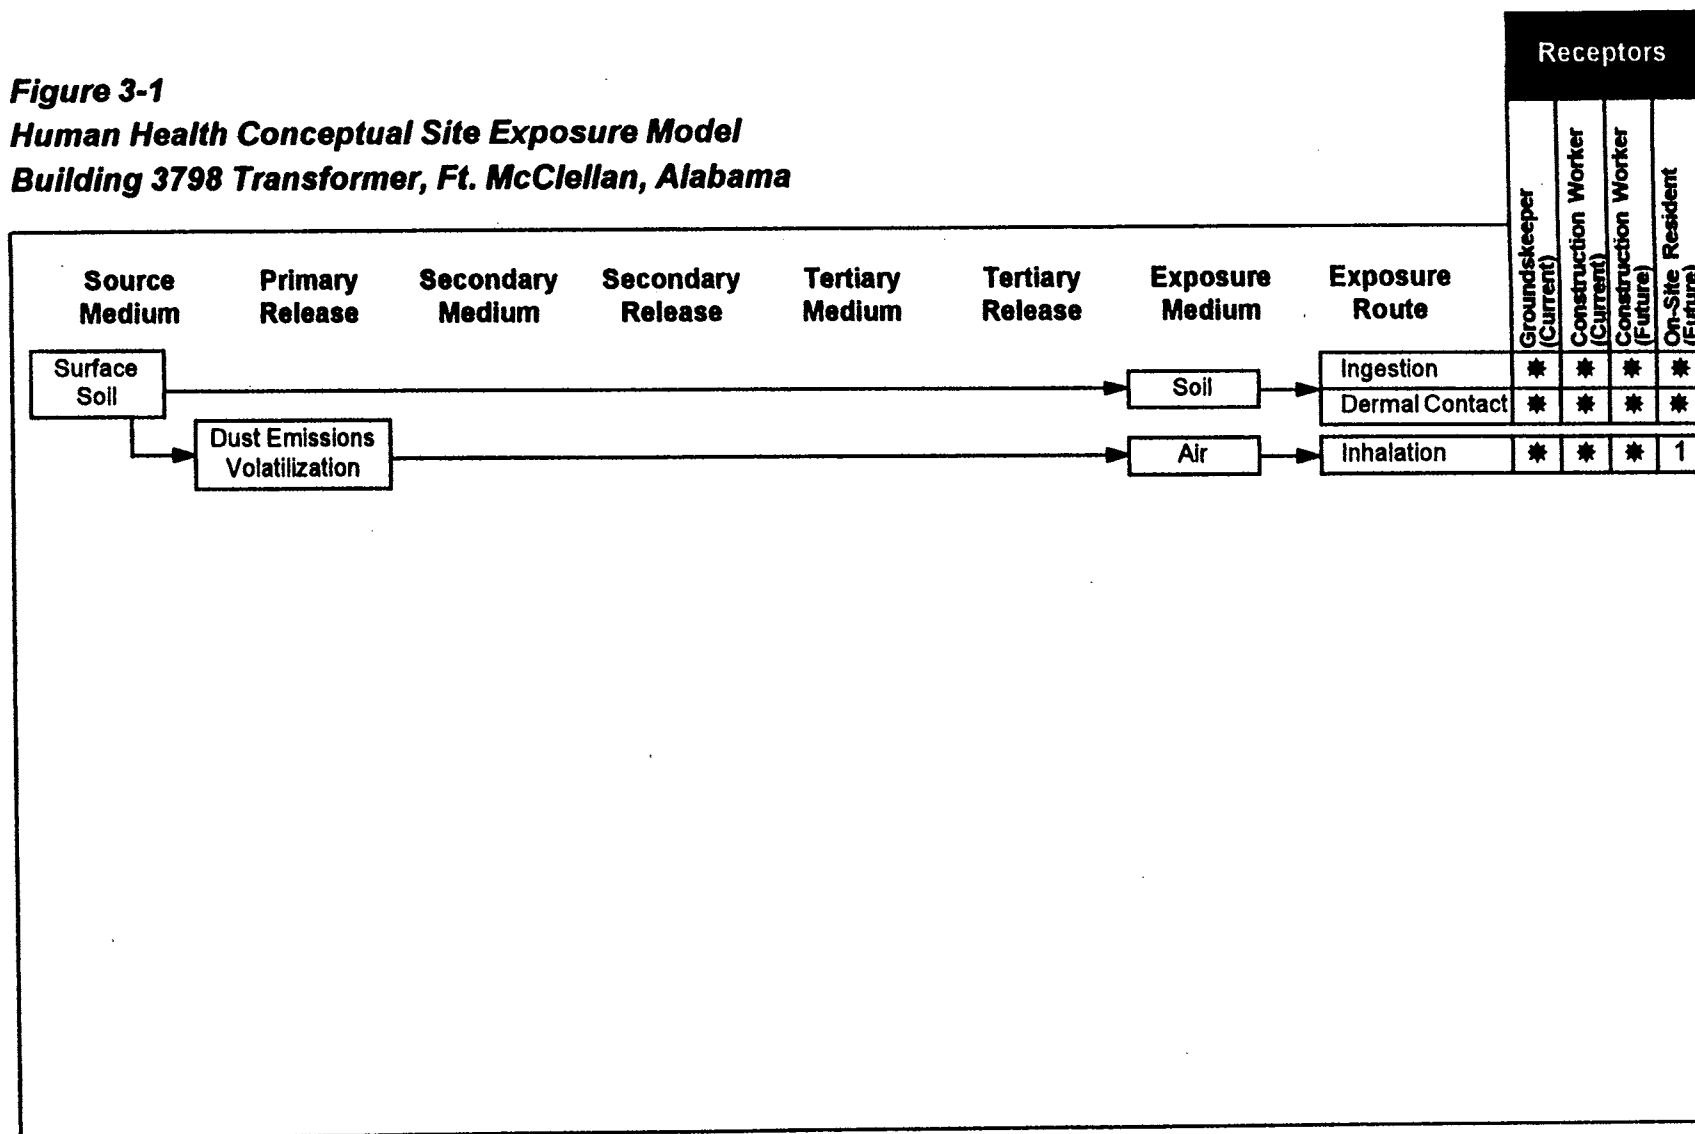 Receptors
Figure 3-1
Human Health Conceptual Site Exposure Model
Building 3798 Transformer, Ft. McClellan, Alabama
Groundskeeper
(Current)
Construction Worker
(Current)
Construction Worker
(Future)
On-Site Resident
(Future)
Source Medium
Primary Release
Secondary Medium
Secondary Release
Tertiary Medium
Tertiary Release
Exposure Medium
Exposure Route
Surface
Soil
Soil
Ingestion * * * *
Dermal Contact * * * *
Dust Emissions
Volatilization
Air
Inhalation * * * 1